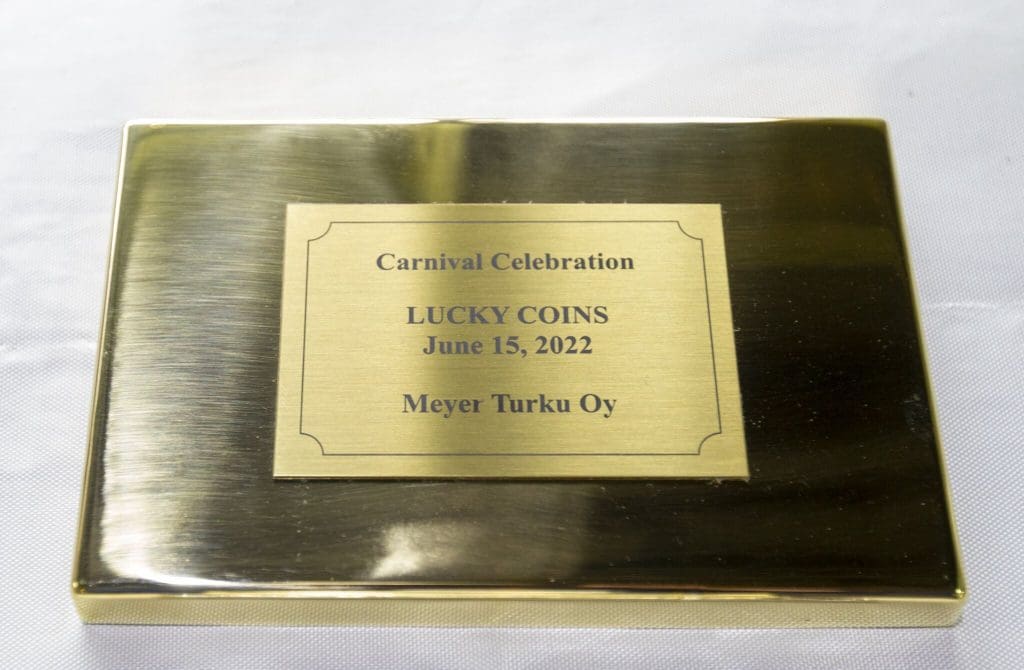 Carnival Celebration
LUCKY COINS
June 15, 2022
Meyer Turku Oy